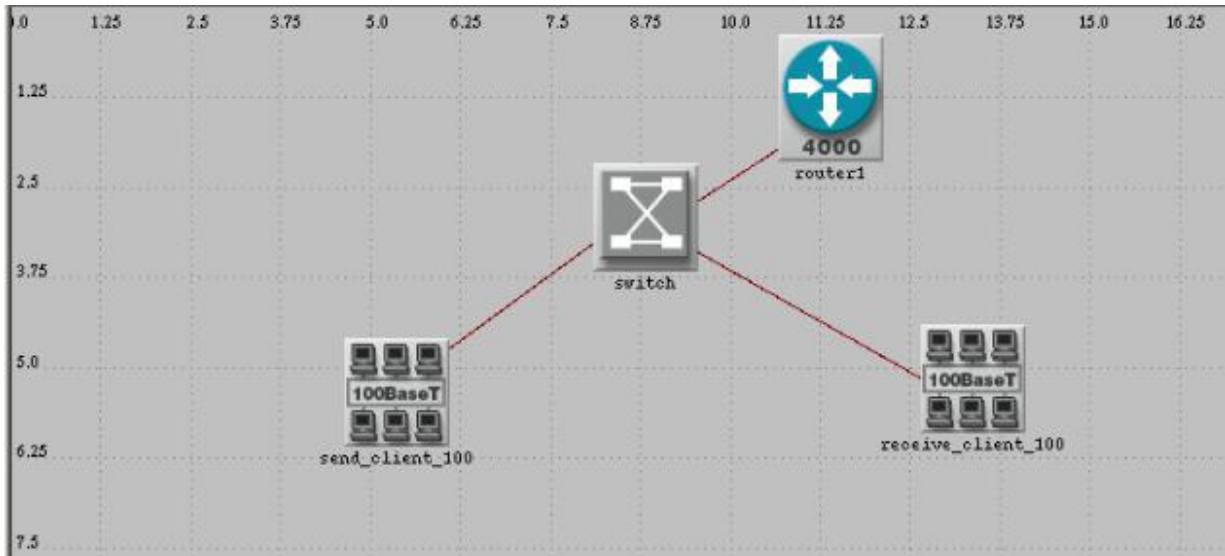 0.0 1.25 2.5 3.75 5.0 6.25 7.5 8.75 10.0 11.25 12.5 13.75 15.0 16.25
1.25
4000
router1
2.5
switch
3.75
5.0
100BaseT
100BaseT
receive_client_100
send_client_100
6.25
7.5